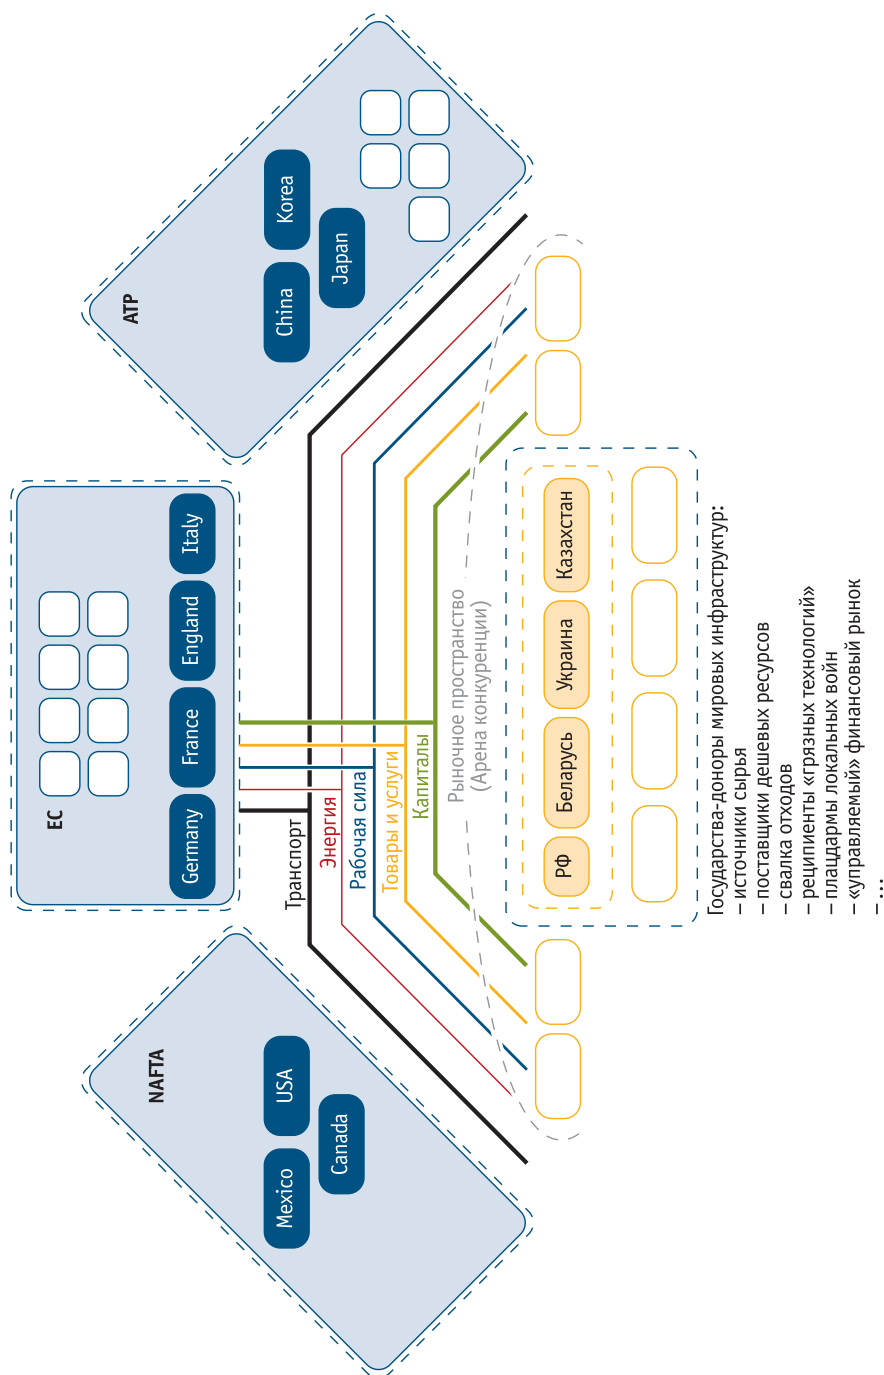 NAFTA
Mexico
USA
Canada
ЕС
Germany
France
England
Italy
АТР
China
Korea
Japan
Транспорт
Энергия
Рабочая сила
Товары и услуги
Капиталы
Рыночное пространство
(Арена конкуренции)
РФ
Беларусь
Украина
Казахстан
Государства-доноры мировых инфраструктур:
– источники сырья
– поставщики дешевых ресурсов
– свалка отходов
– реципиенты «грязных технологий»
– плацдармы локальных войн
– «управляемый» финансовый рынок
– ...